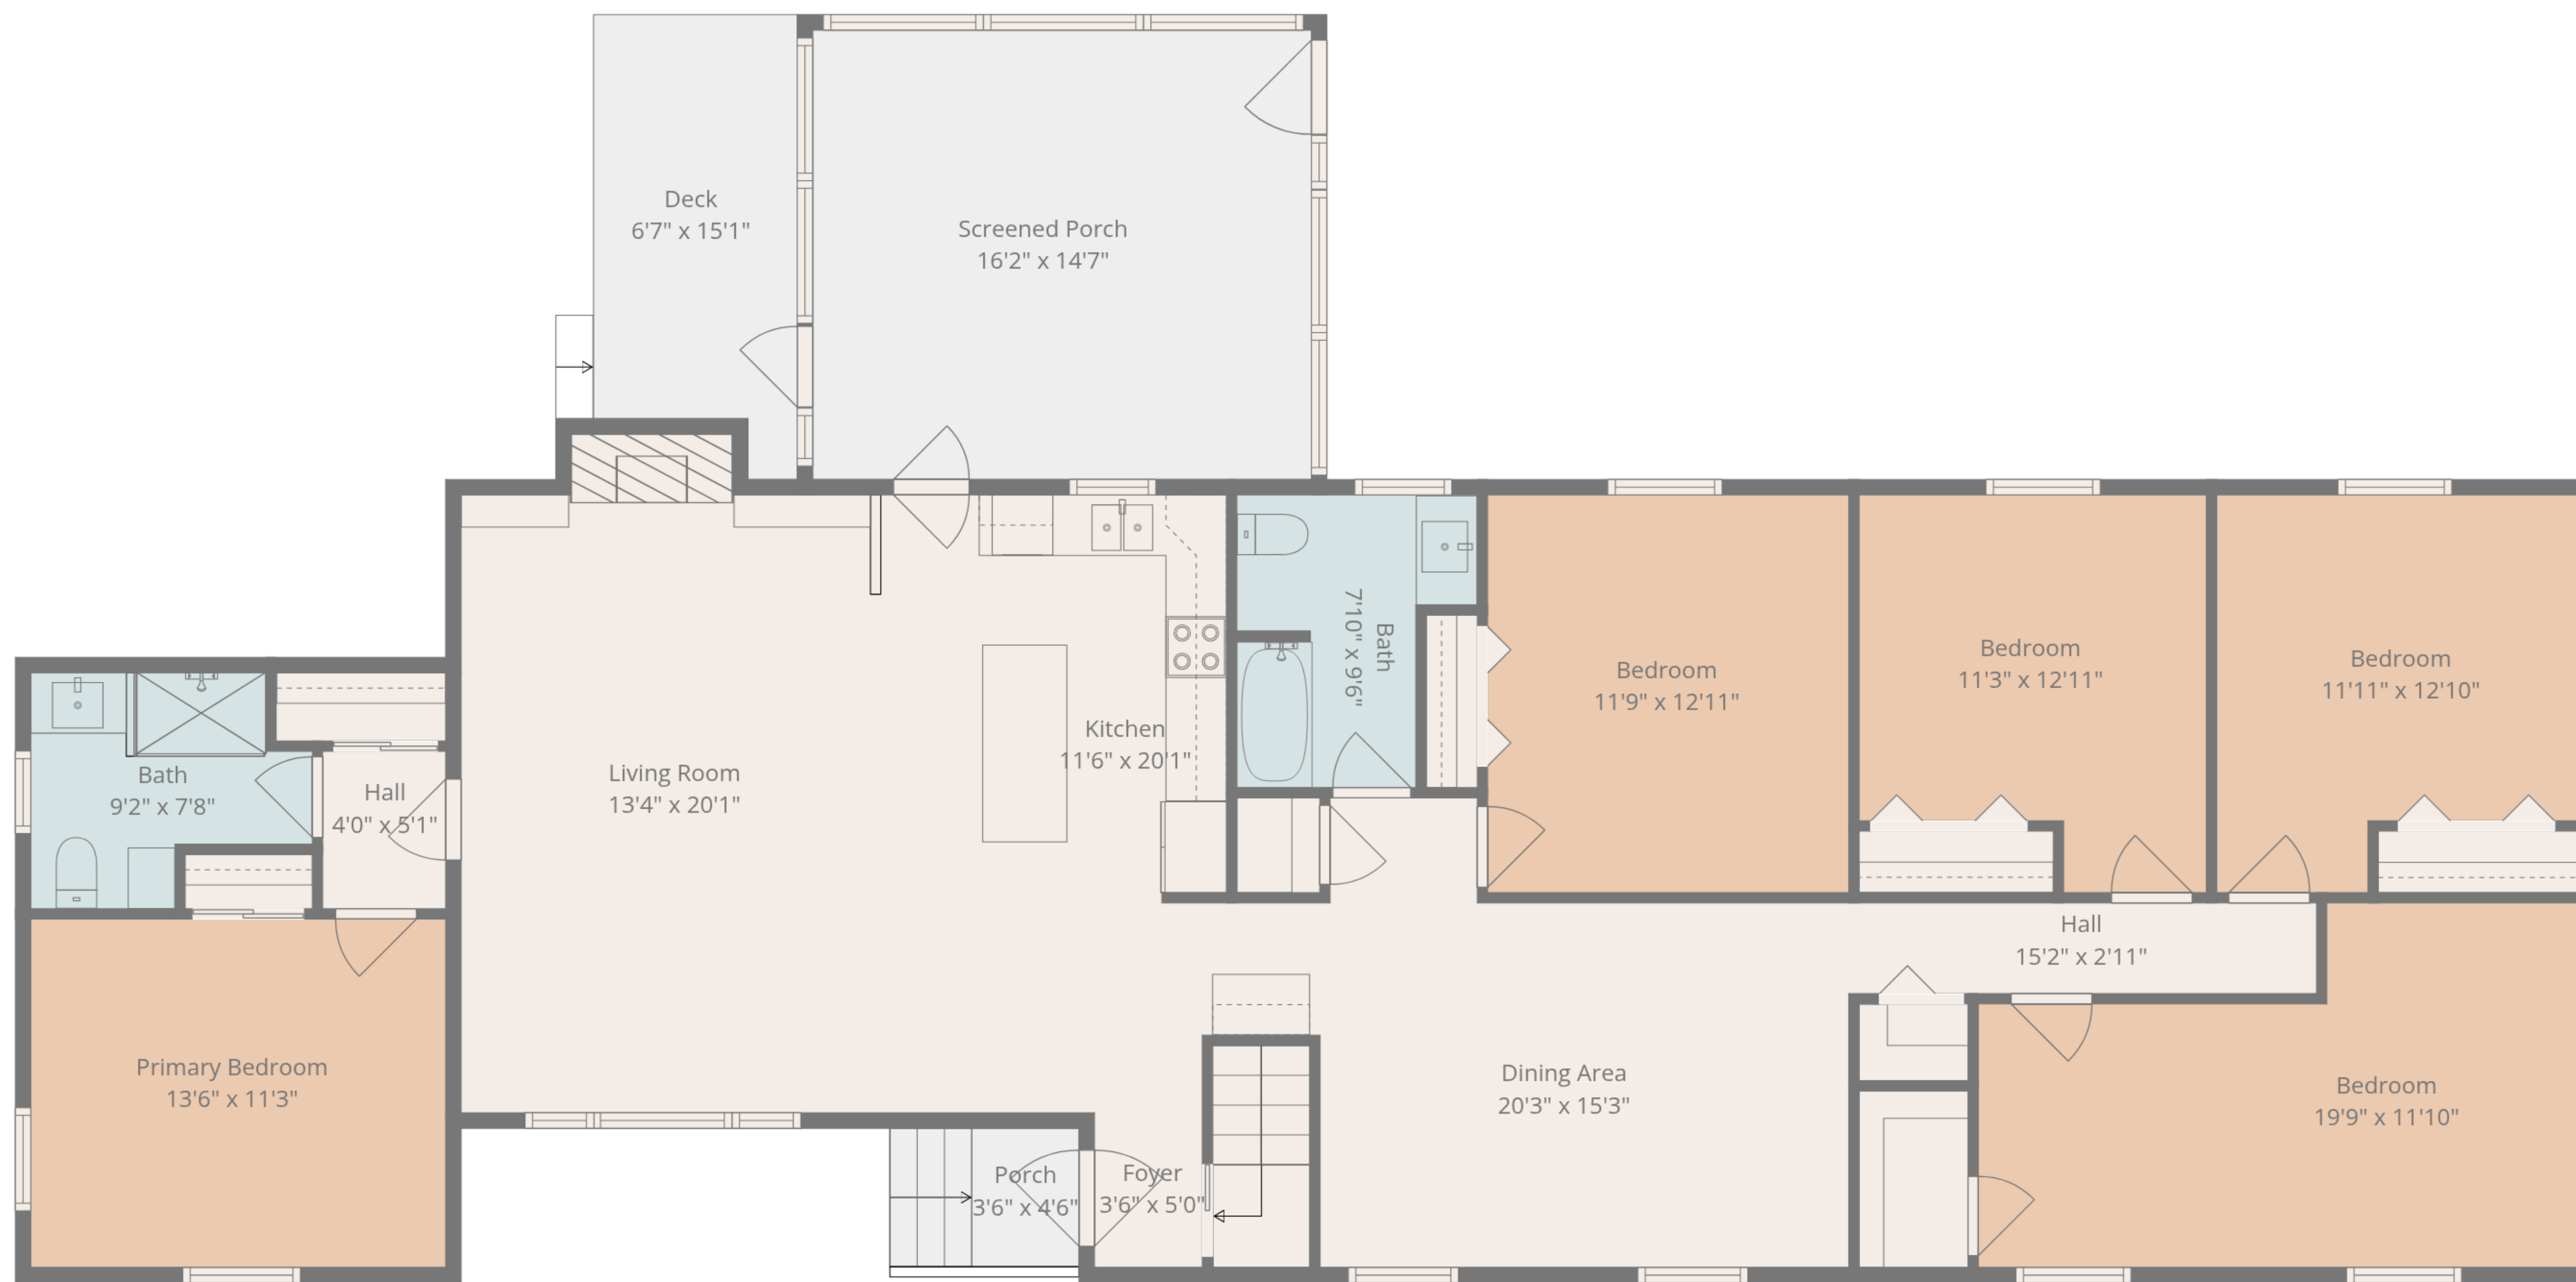 Deck
6'7" x 15'1"
Screened Porch
16'2" x 14'7"
Bath
7'10" x 9'6"
Bedroom
11'9" x 12'11"
Bedroom
11'3" x 12'11"
Bedroom
11'11" x 12'10"
Kitchen
11'6" x 20'1"
Living Room
13'4" x 20'1"
Bath
9'2" x 7'8"
Hall
4'0" x 5'1"
Hall
15'2" x 2'11"
Primary Bedroom
13'6" x 11'3"
Dining Area
20'3" x 15'3"
Bedroom
19'9" x 11'10"
Porch
3'6" x 4'6"
Foyer
3'6" x 5'0"